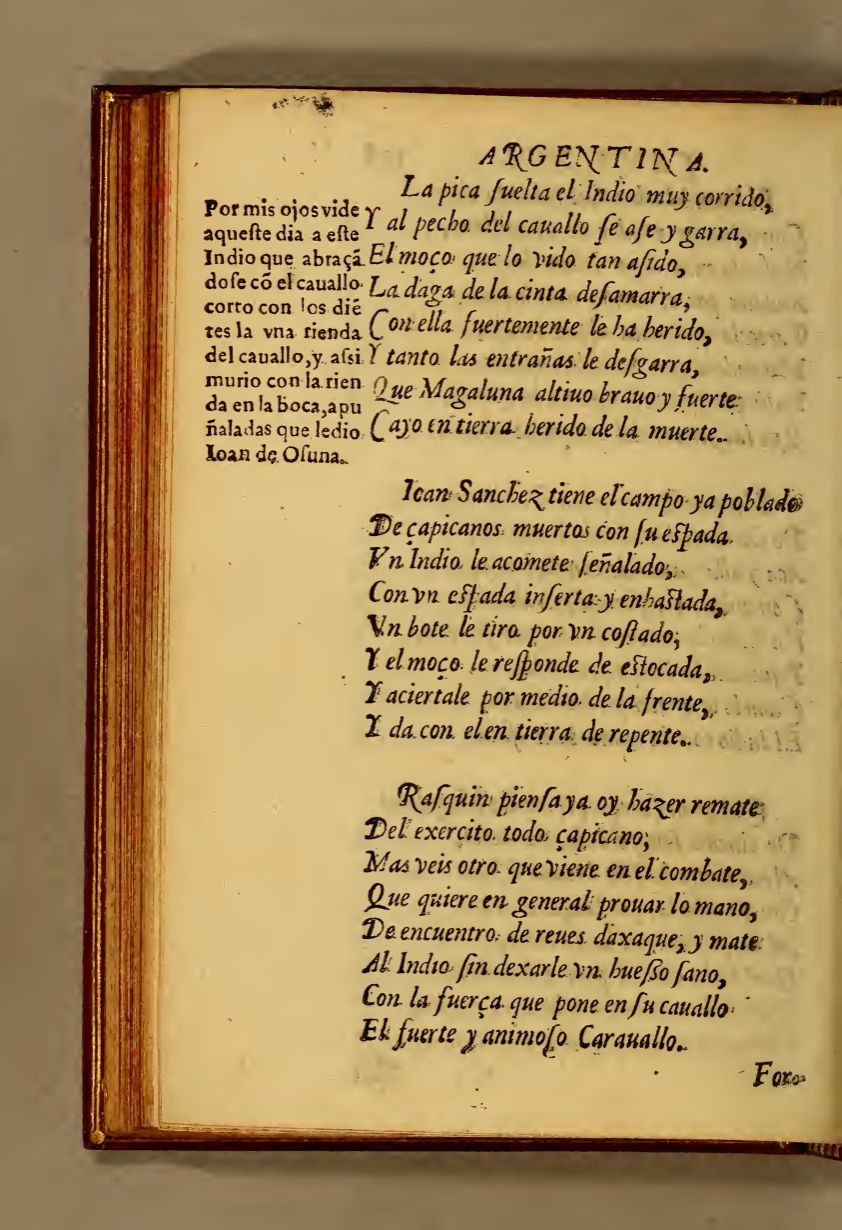 ARGENTINA.
Por mis ojos vide
aqueſte dia a eſte
Indio que abraçã
doſe cõ el cauallo
corto con los diẽ
tes la vna rienda
del cauallo, y aſsi
murio con la rien
da en la boca, a pu
ñaladas que le dio
Ioan de Oſuna.
La pica ſuelta el Indio muy corrido,
Y al pecho del cauallo ſe aſe y garra,
El moço que lo vido tan aſido,
La daga de la cinta deſamarra,
Con ella fuertemente le ha herido,
Y tanto las entrañas le deſgarra,
Que Magaluna altiuo brauo y fuerte
Cayo en tierra herido de la muerte.
Ioan Sanchez tiene el campo ya poblado
De çapicanos muertos con ſu eſpada.
Vn Indio le acomete ſeñalado,
Con vn eſpada inſerta y enhaſtada,
Vn bote le tiro por vn coſtado,
Y el moço le reſponde de eſtocada,
Y aciertale por medio de la frente,
Y da con el en tierra de repente.
Raſquin pienſa ya oy hazer remate
Del exercito todo çapicano,
Mas veis otro que viene en el combate,
Que quiere en general prouar lo mano,
De encuentro de reues daxaque, y mate
Al Indio ſin dexarle vn hueſſo ſano,
Con la fuerça que pone en ſu cauallo
El fuerte y animoſo Carauallo.
For